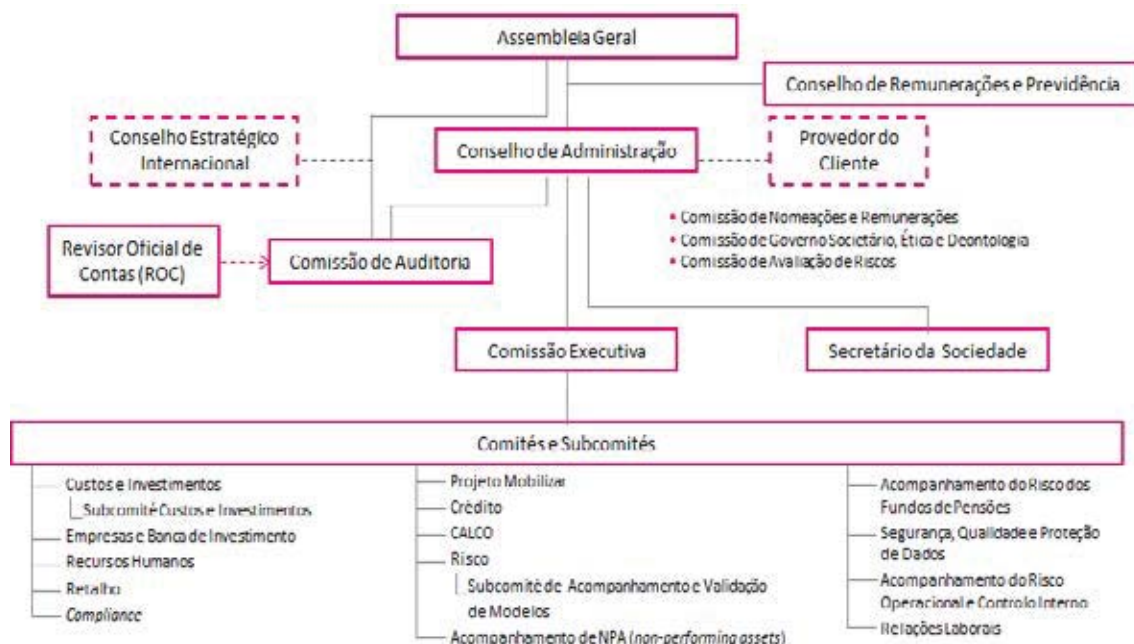 Assembleia Geral
Conselho de Remunerações e Previdência
Conselho Estratégico
Internacional
Conselho de Administração
Provedor do
Cliente
• Comissão de Nomeações e Remunerações
• Comissão de Governo Societário, Ética e Deontologia
• Comissão de Avaliação de Riscos
Revisor Oficial de
Contas (ROC)
Comissão de Auditoria
Comissão Executiva
Secretário da Sociedade
Comités e Subcomités
Custos e Investimentos
Subcomité Custos e Investimentos
Empresas e Banca de Investimento
Recursos Humanos
Retalho
Compliance
Projeto Mobilizar
Crédito
CALCO
Risco
Subcomité de Acompanhamento e Validação
de Modelos
Acompanhamento de NPA (non-performing assets)
Acompanhamento do Risco dos
Fundos de Pensões
Segurança, Qualidade e Proteção
de Dados
Acompanhamento do Risco
Operacional e Controlo Interno
Relações Laborais